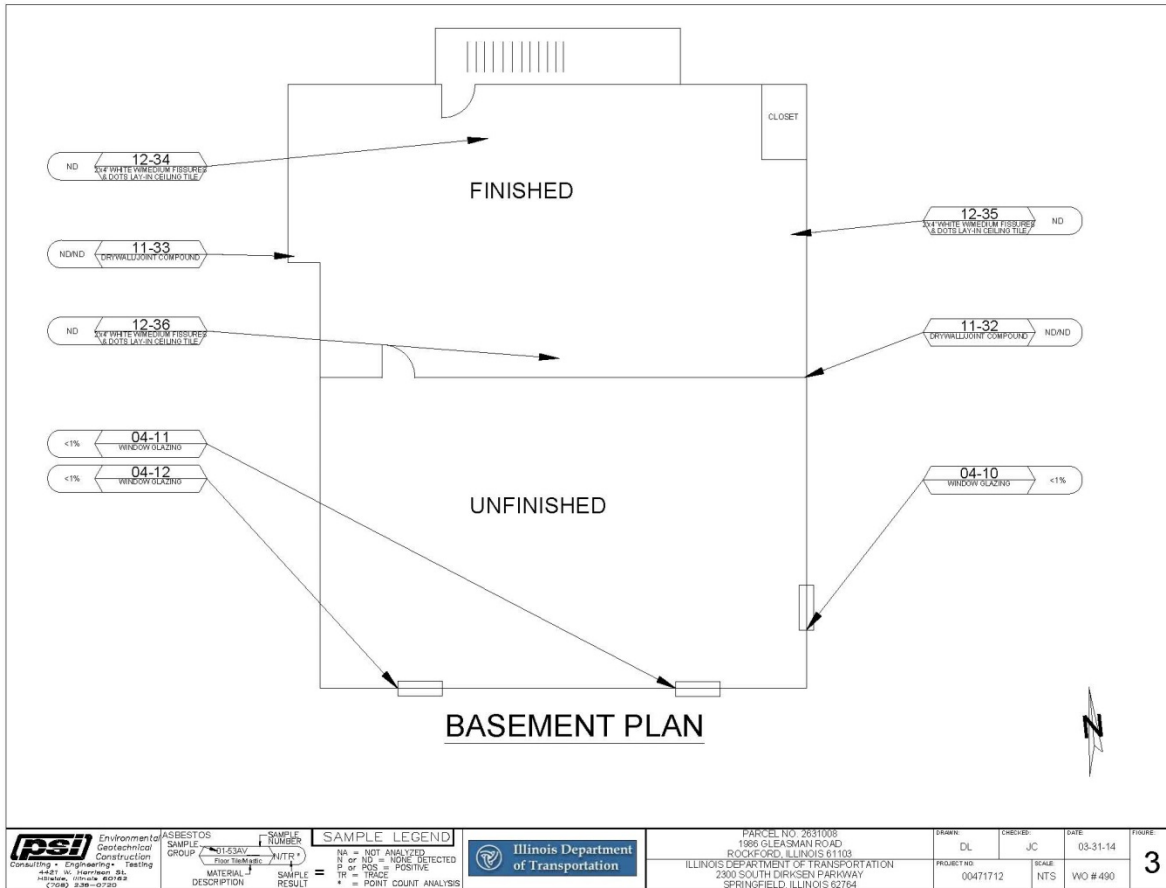 CLOSET
ND
12-34
2x4' WHITE W/MEDIUM FISSURES
& DOTS LAY-IN CEILING TILE
FINISHED
12-35
2x4' WHITE W/MEDIUM FISSURES
& DOTS LAY-IN CEILING TILE
ND
ND/ND
11-33
DRYWALL/JOINT COMPOUND
ND
12-36
2x4' WHITE W/MEDIUM FISSURES
& DOTS LAY-IN CEILING TILE
11-32
DRYWALL/JOINT COMPOUND
ND/ND
<1%
04-11
WINDOW GLAZING
<1%
04-12
WINDOW GLAZING
04-10
WINDOW GLAZING
<1%
UNFINISHED
BASEMENT PLAN
N
psi
Environmental
Geotechnical
Construction
Consulting • Engineering • Testing
4421 W. Harrison St.
Hillside, Illinois 60162
(708) 236-0720
ASBESTOS
SAMPLE
GROUP
SAMPLE
NUMBER
01-53AV
Floor Tile/Mastic
N/TR *
MATERIAL
DESCRIPTION
SAMPLE
RESULT
SAMPLE LEGEND
NA = NOT ANALYZED
N or ND = NONE DETECTED
P or POS = POSITIVE
TR = TRACE
* = POINT COUNT ANALYSIS
Illinois Department
of Transportation
PARCEL NO. 2631008
1986 GLEASMAN ROAD
ROCKFORD, ILLINOIS 61103
ILLINOIS DEPARTMENT OF TRANSPORTATION
2300 SOUTH DIRKSEN PARKWAY
SPRINGFIELD, ILLINOIS 62764
DRAWN:
DL
CHECKED:
JC
DATE:
03-31-14
PROJECT NO:
00471712
SCALE:
NTS
WO # 490
FIGURE:
3